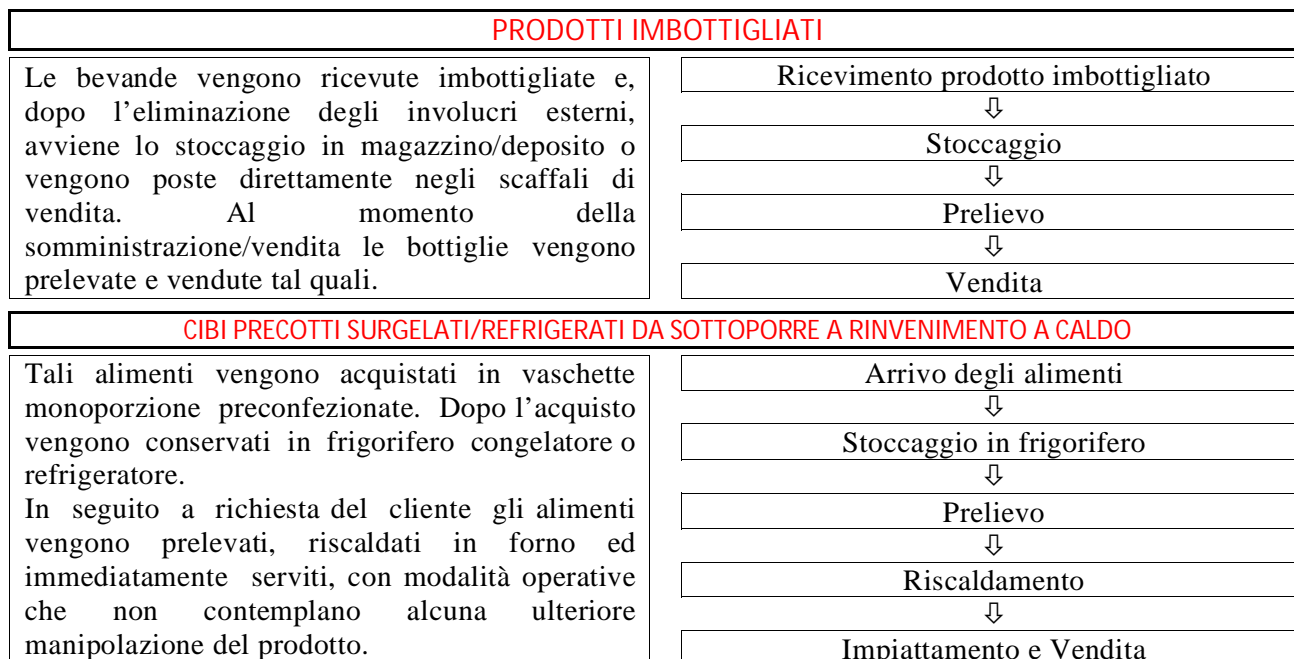 PRODOTTI IMBOTTIGLIATI
Le bevande vengono ricevute imbottigliate e,
dopo l’eliminazione degli involucri esterni,
avviene lo stoccaggio in magazzino/deposito o
vengono poste direttamente negli scaffali di
vendita. Al momento della
somministrazione/vendita le bottiglie vengono
prelevate e vendute tal quali.
Ricevimento prodotto imbottigliato
⇩
Stoccaggio
⇩
Prelievo
⇩
Vendita
CIBI PRECOTTI SURGELATI/REFRIGERATI DA SOTTOPORRE A RINVENIMENTO A CALDO
Tali alimenti vengono acquistati in vaschette
monoporzione preconfezionate. Dopo l’acquisto
vengono conservati in frigorifero congelatore o
refrigeratore.
In seguito a richiesta del cliente gli alimenti
vengono prelevati, riscaldati in forno ed
immediatamente serviti, con modalità operative
che non contemplano alcuna ulteriore
manipolazione del prodotto.
Arrivo degli alimenti
⇩
Stoccaggio in frigorifero
⇩
Prelievo
⇩
Riscaldamento
⇩
Impiattamento e Vendita